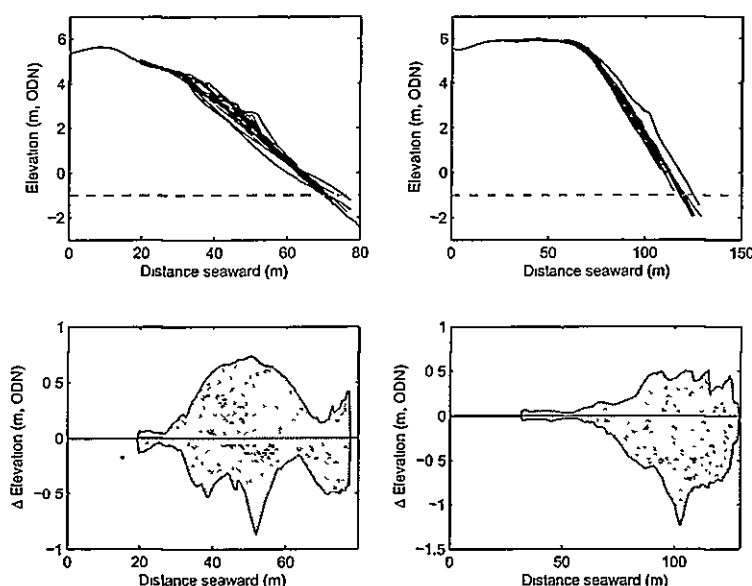 6
4
2
0
−2
Elevation (m, ODN)
0 20 40 60 80
Distance seaward (m)
6
4
2
0
−2
Elevation (m, ODN)
0 50 100 150
Distance seaward (m)
1
0 5
0
−0 5
−1
Δ Elevation (m, ODN)
0 20 40 60
Distance seaward (m)
1
0 5
0
−0 5
−1
−1.5
Δ Elevation (m, ODN)
0 50 100
Distance seaward (m)